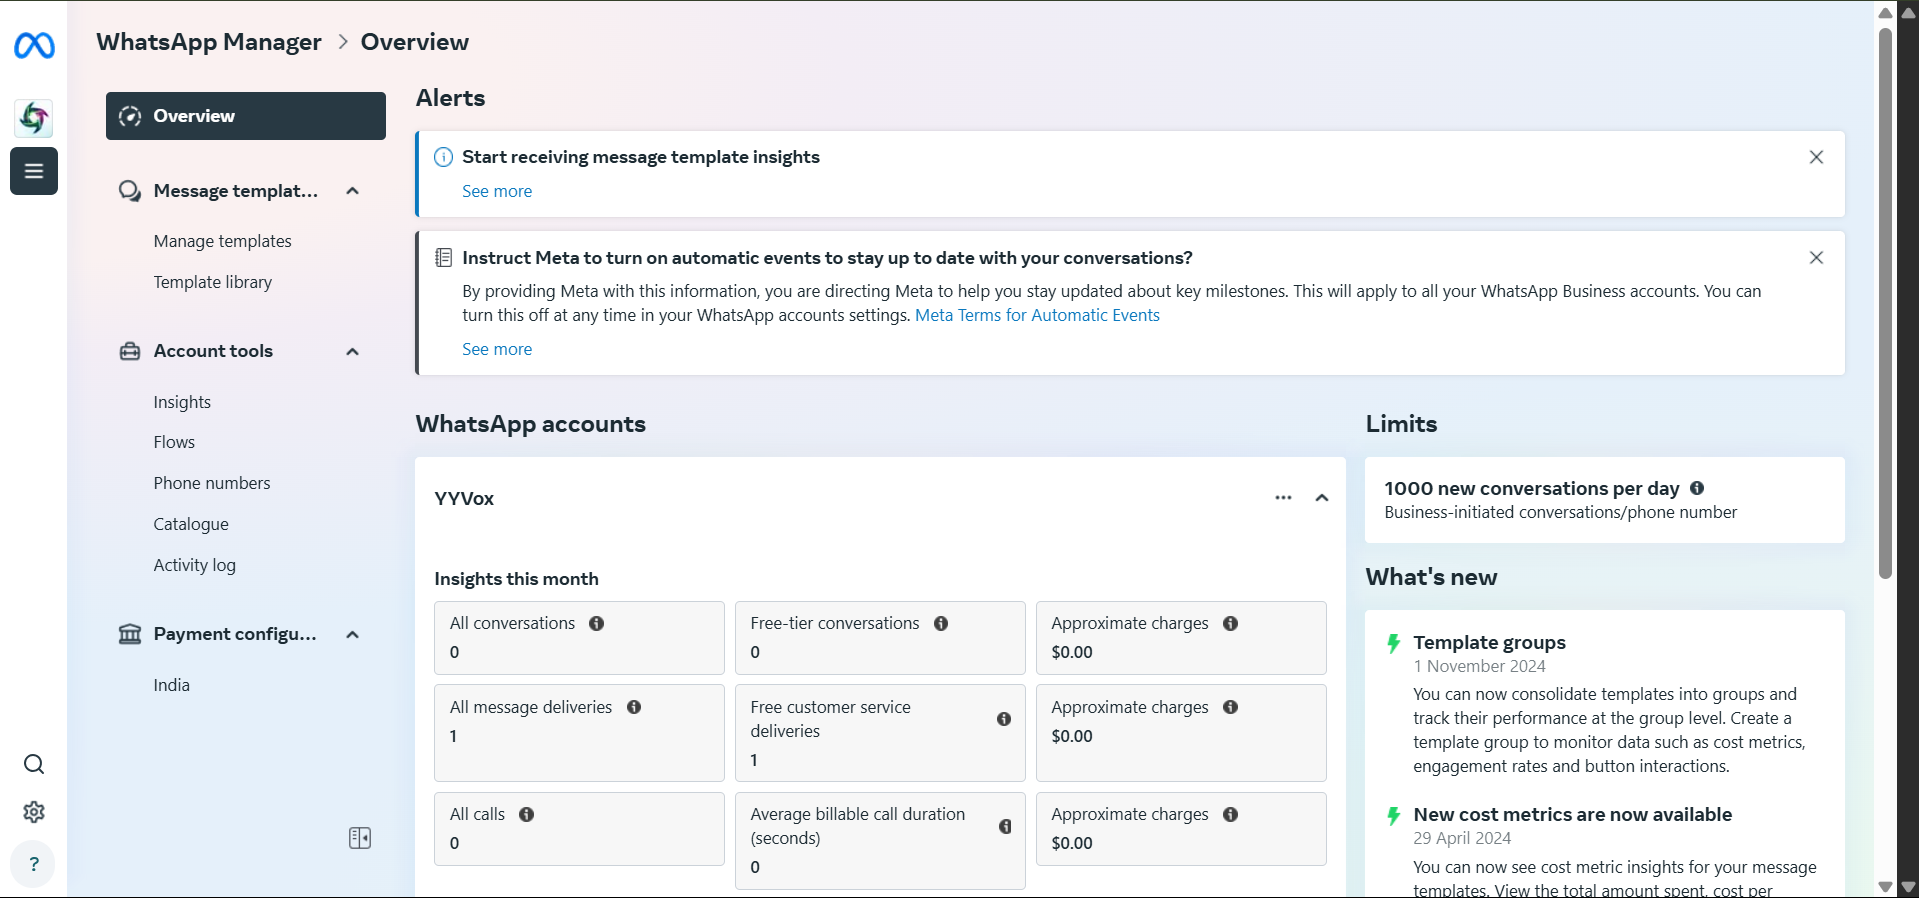 WhatsApp Manager > Overview
Overview
Message templat...
Manage templates
Template library
Account tools
Insights
Flows
Phone numbers
Catalogue
Activity log
Payment configu...
India
?
Alerts
Start receiving message template insights
See more
Instruct Meta to turn on automatic events to stay up to date with your conversations?
By providing Meta with this information, you are directing Meta to help you stay updated about key milestones. This will apply to all your WhatsApp Business accounts. You can
turn this off at any time in your WhatsApp accounts settings. Meta Terms for Automatic Events
See more
WhatsApp accounts
YYVox
Insights this month
All conversations
0
Free-tier conversations
0
Approximate charges
$0.00
All message deliveries
1
Free customer service
deliveries
1
Approximate charges
$0.00
All calls
0
Average billable call duration
(seconds)
0
Approximate charges
$0.00
Limits
1000 new conversations per day
Business-initiated conversations/phone number
What's new
Template groups
1 November 2024
You can now consolidate templates into groups and
track their performance at the group level. Create a
template group to monitor data such as cost metrics,
engagement rates and button interactions.
New cost metrics are now available
29 April 2024
You can now see cost metric insights for your message
templates. View the total amount spent, cost per